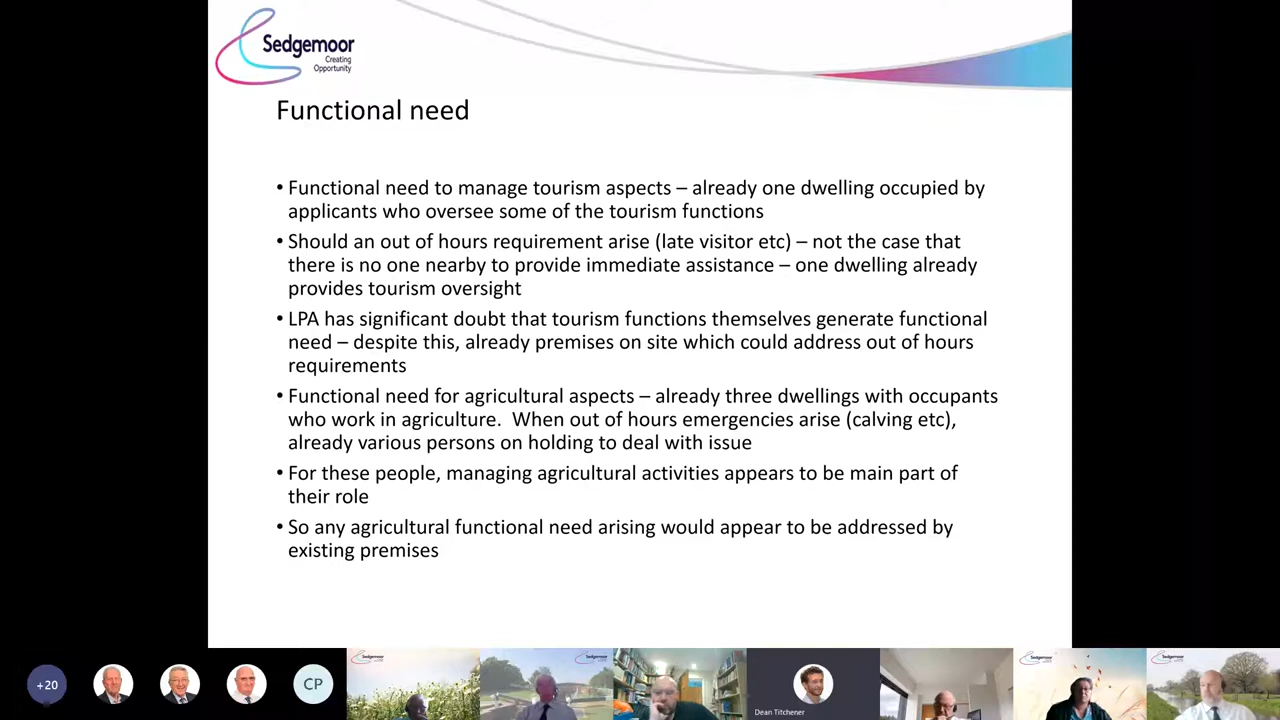 Sedgemoor
Creating
Opportunity
Functional need
• Functional need to manage tourism aspects – already one dwelling occupied by
applicants who oversee some of the tourism functions
• Should an out of hours requirement arise (late visitor etc) – not the case that
there is no one nearby to provide immediate assistance – one dwelling already
provides tourism oversight
• LPA has significant doubt that tourism functions themselves generate functional
need – despite this, already premises on site which could address out of hours
requirements
• Functional need for agricultural aspects – already three dwellings with occupants
who work in agriculture.  When out of hours emergencies arise (calving etc),
already various persons on holding to deal with issue
• For these people, managing agricultural activities appears to be main part of
their role
• So any agricultural functional need arising would appear to be addressed by
existing premises
+20
CP
Sedgemoor
Sedgemoor
Dean Titchener
Sedgemoor
Sedgemoor